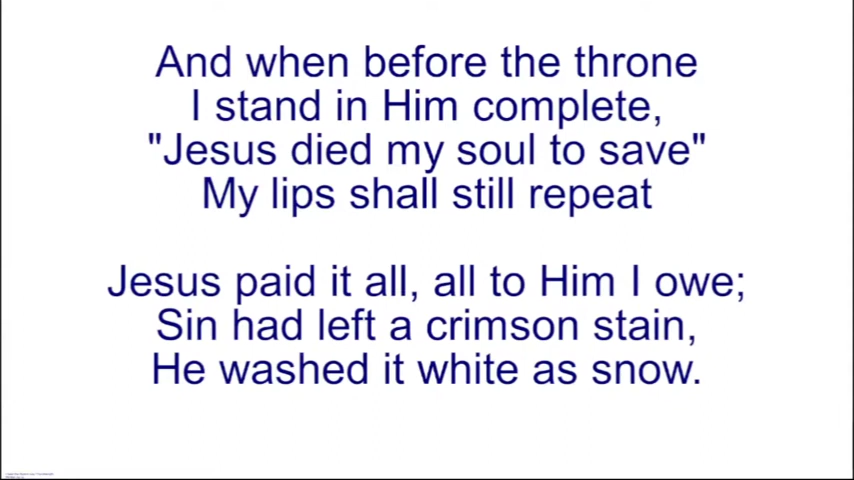 And when before the throne
I stand in Him complete,
"Jesus died my soul to save"
My lips shall still repeat
Jesus paid it all, all to Him I owe;
Sin had left a crimson stain,
He washed it white as snow.